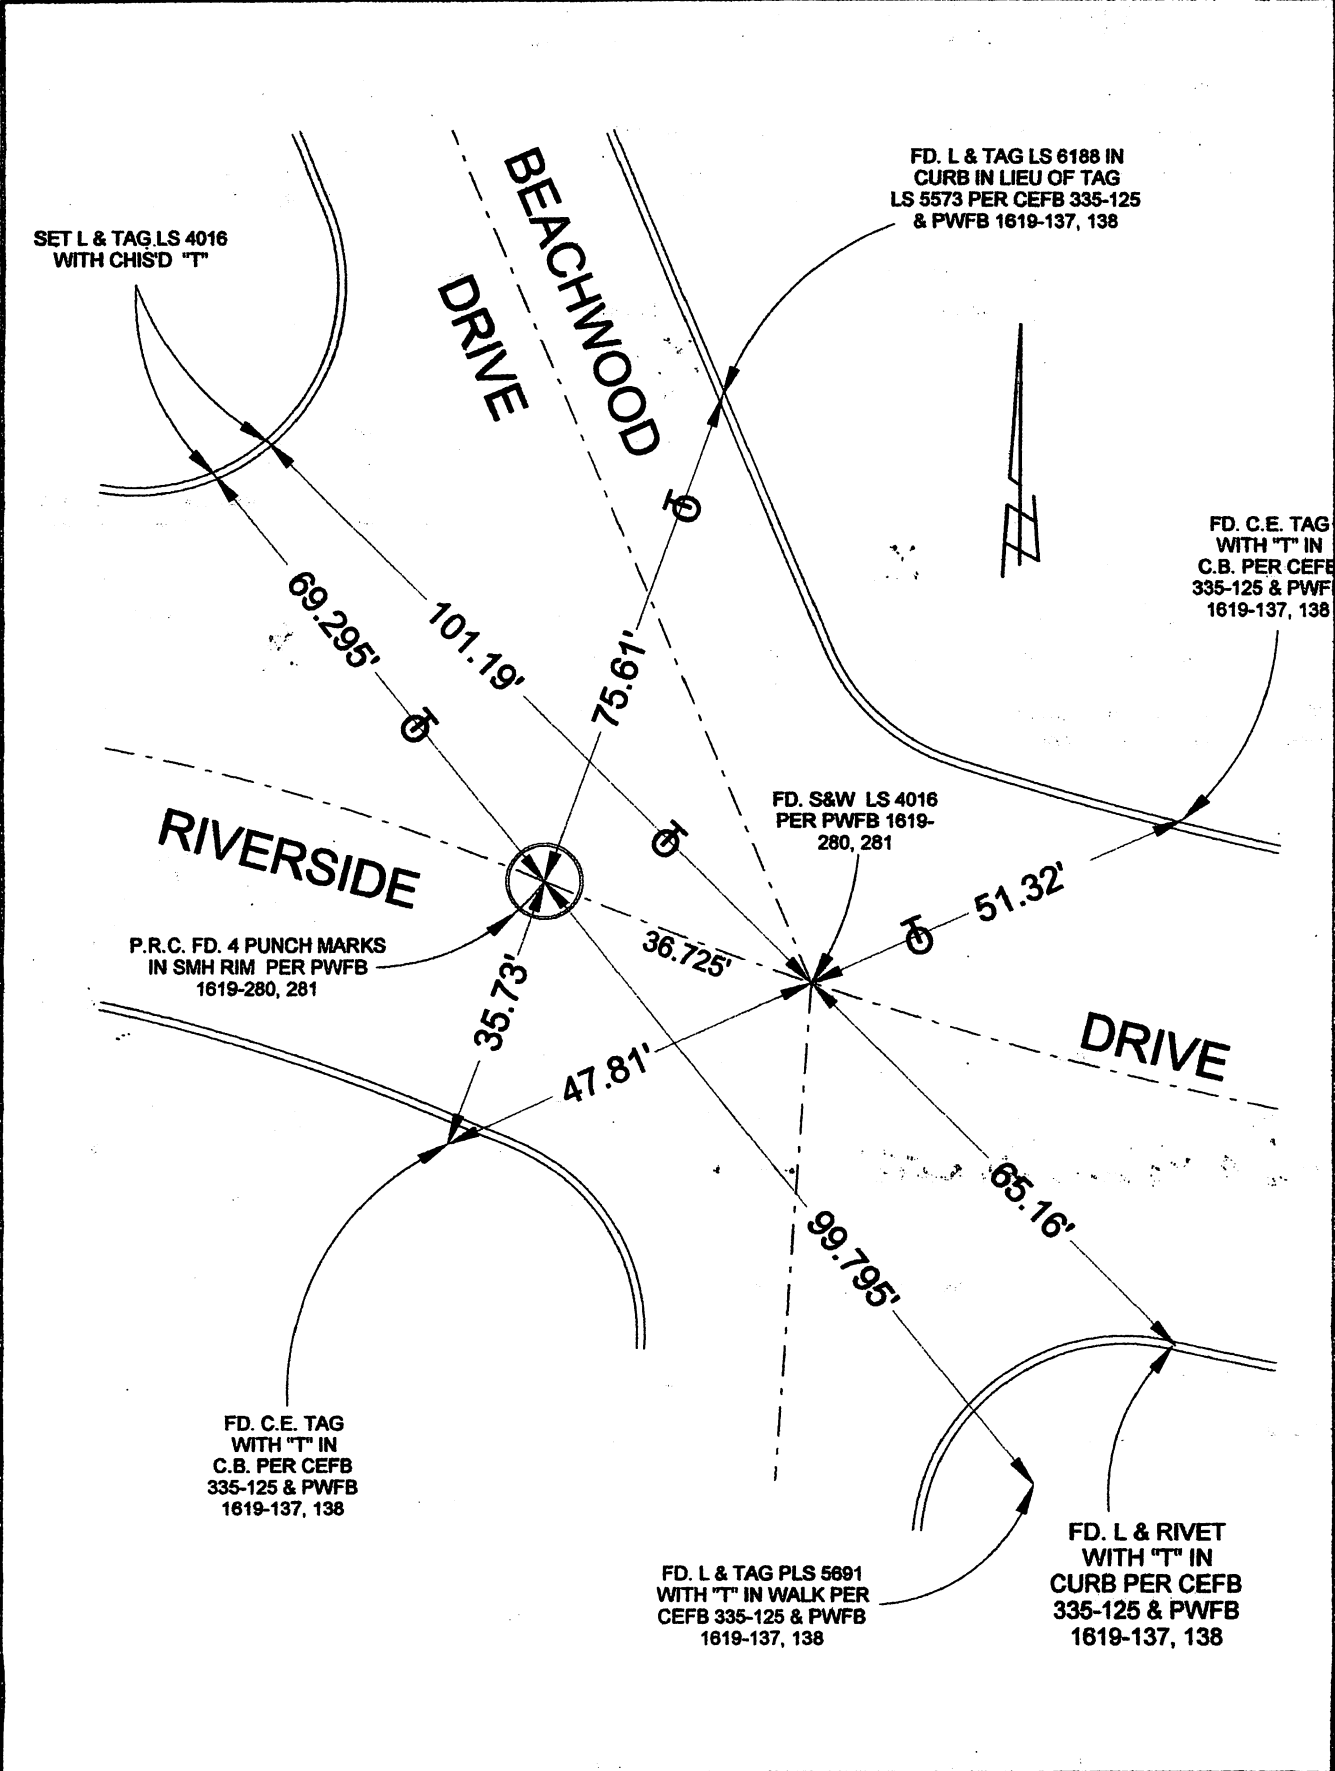 FD. L & TAG LS 6188 IN
CURB IN LIEU OF TAG
LS 5573 PER CEFB 335-125
& PWFB 1619-137, 138
BEACHWOOD
DRIVE
SET L & TAG.LS 4016
WITH CHIS'D "T"
FD. C.E. TAG
WITH "T" IN
C.B. PER CEFB
335-125 & PWF
1619-137, 138
69.295'
101.19'
75.61'
FD. S&W LS 4016
PER PWFB 1619-
280, 281
RIVERSIDE
51.32'
P.R.C. FD. 4 PUNCH MARKS
IN SMH RIM PER PWFB
1619-280, 281
36.725'
35.73'
DRIVE
47.81'
65.16'
99.795'
FD. C.E. TAG
WITH "T" IN
C.B. PER CEFB
335-125 & PWFB
1619-137, 138
FD. L & TAG PLS 5691
WITH "T" IN WALK PER
CEFB 335-125 & PWFB
1619-137, 138
FD. L & RIVET
WITH "T" IN
CURB PER CEFB
335-125 & PWFB
1619-137, 138